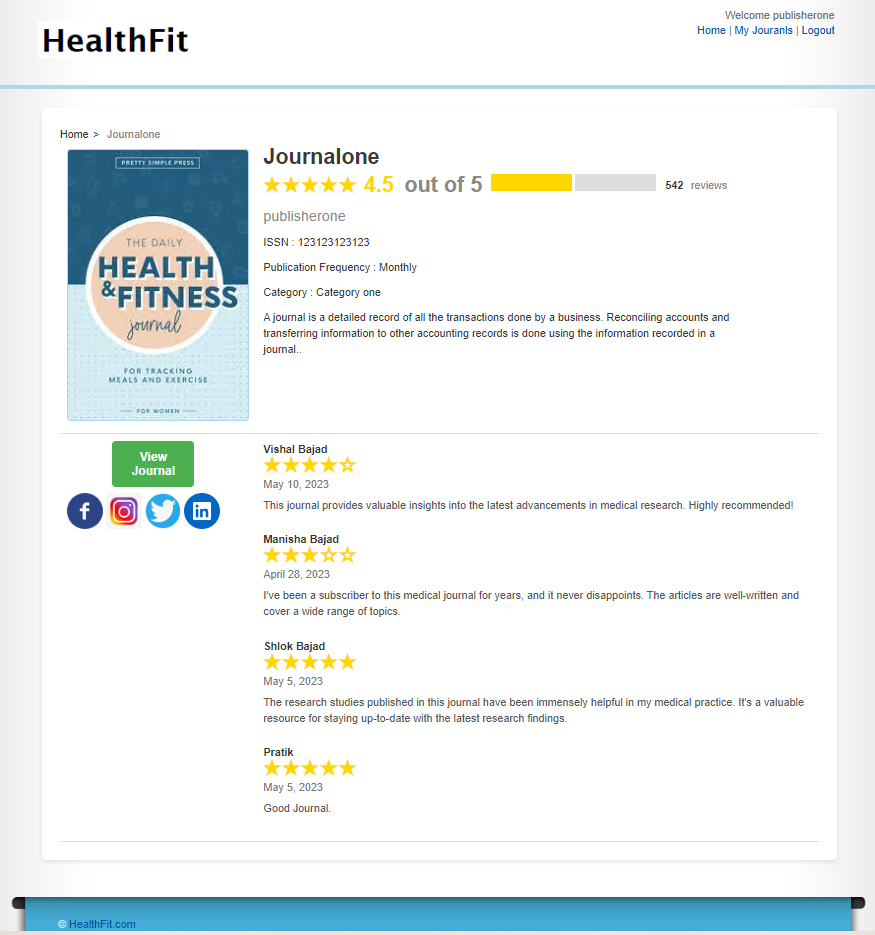 HealthFit
Welcome publisherone
Home | My Jouranls | Logout
Home > Journalone
PRETTY SIMPLE PRESS
THE DAILY
HEALTH
&FITNESS
journal
FOR TRACKING
MEALS AND EXERCISE
FOR WOMEN
Journalone
4.5 out of 5
542 reviews
publisherone
ISSN : 123123123123
Publication Frequency : Monthly
Category : Category one
A journal is a detailed record of all the transactions done by a business. Reconciling accounts and
transferring information to other accounting records is done using the information recorded in a
journal..
View
Journal
Vishal Bajad
May 10, 2023
This journal provides valuable insights into the latest advancements in medical research. Highly recommended!
Manisha Bajad
April 28, 2023
I've been a subscriber to this medical journal for years, and it never disappoints. The articles are well-written and
cover a wide range of topics.
Shlok Bajad
May 5, 2023
The research studies published in this journal have been immensely helpful in my medical practice. It's a valuable
resource for staying up-to-date with the latest research findings.
Pratik
May 5, 2023
Good Journal.
© HealthFit.com